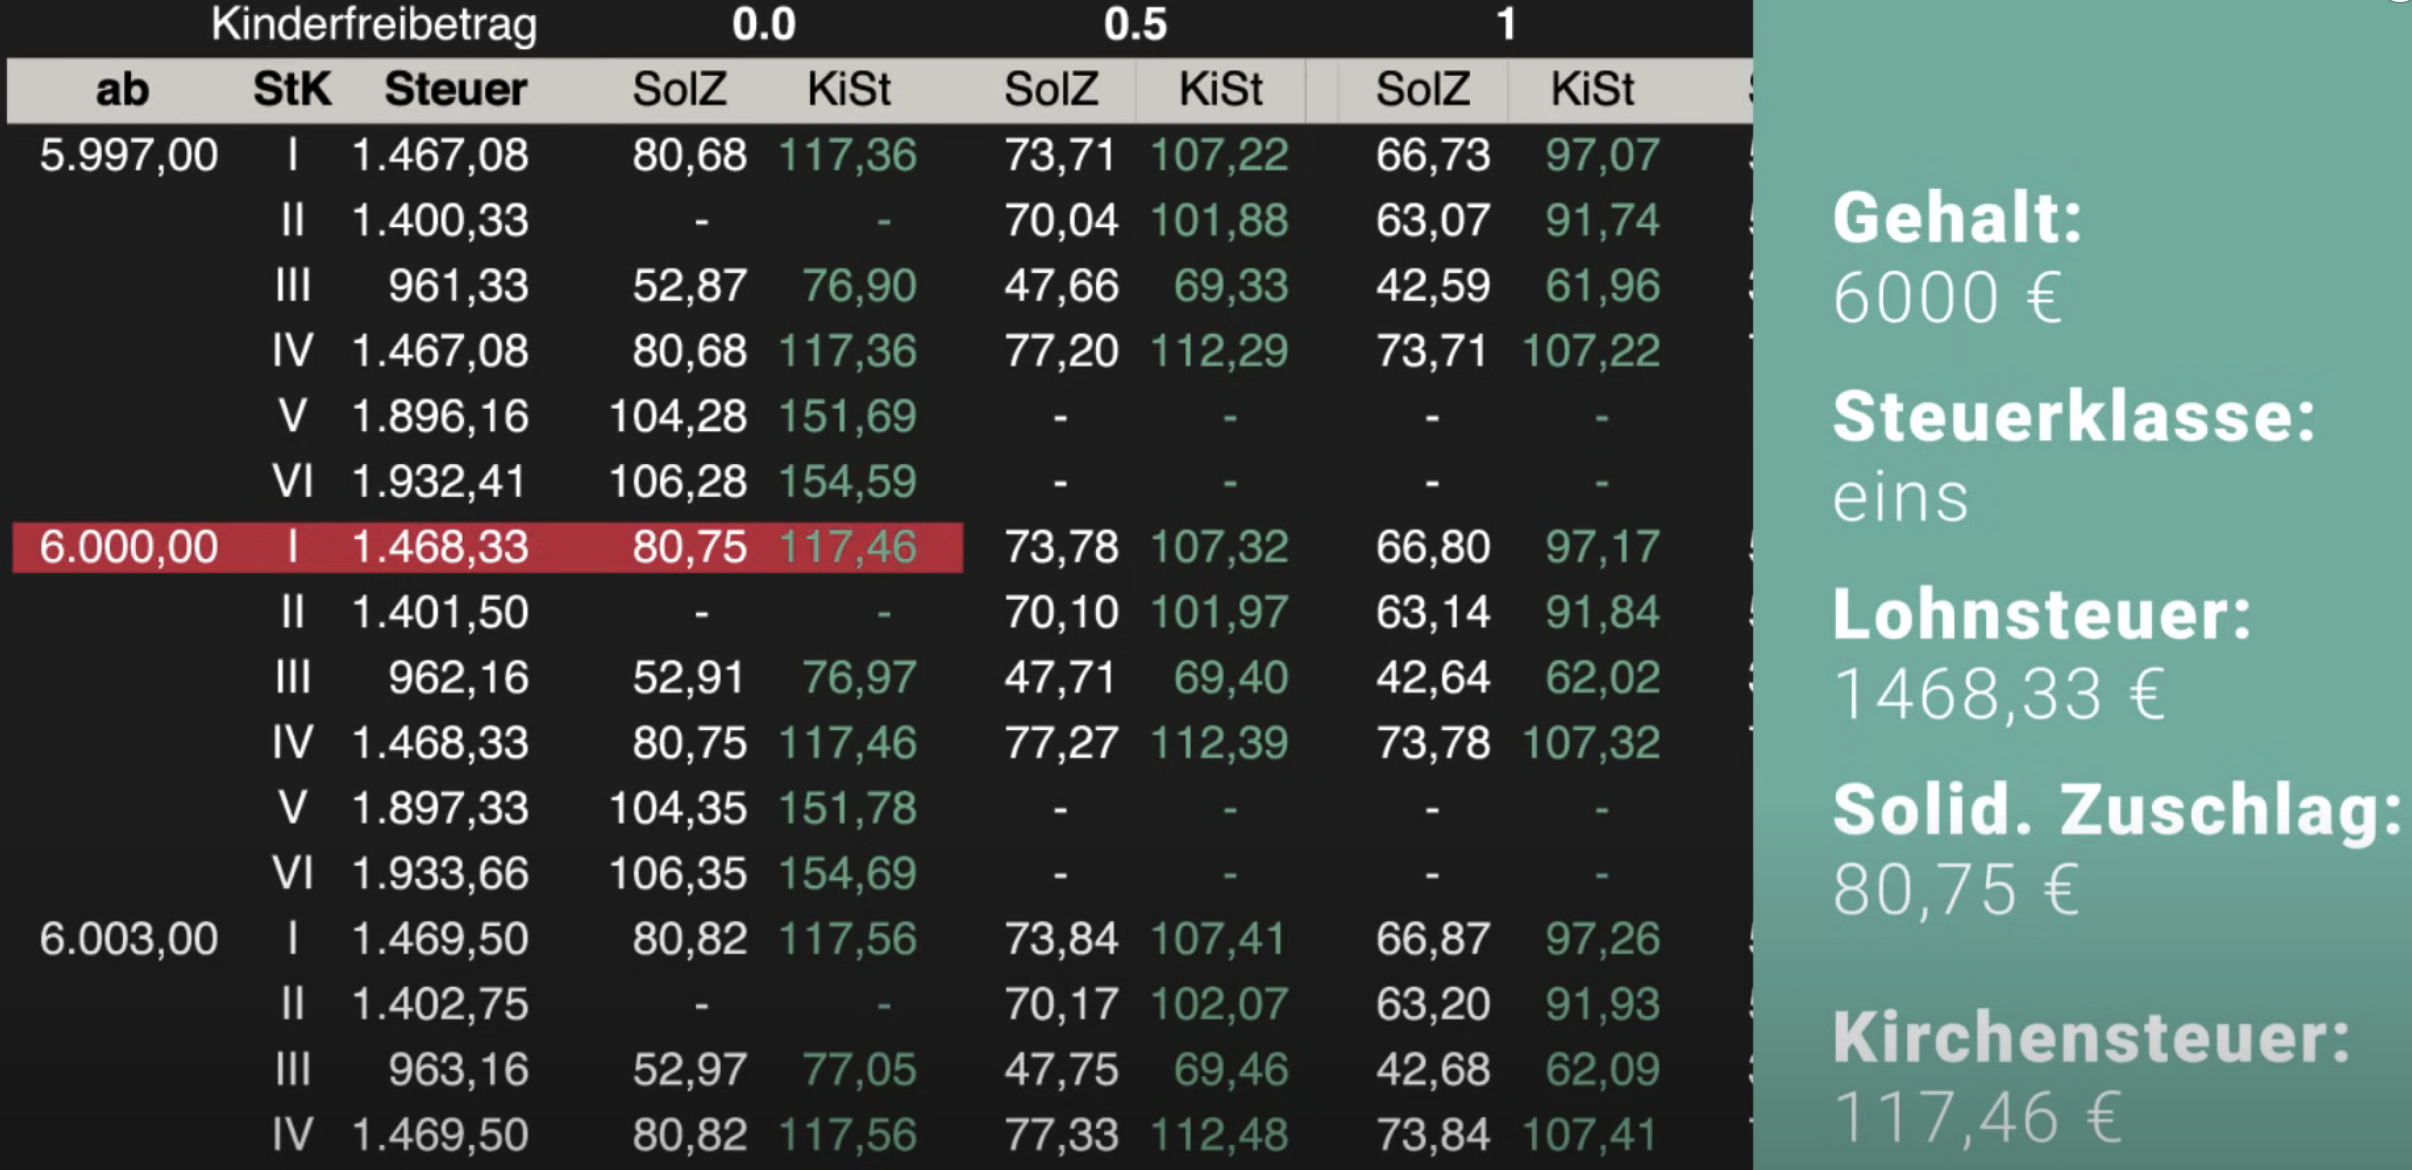 Kinderfreibetrag 0.0 0.5 1
ab StK Steuer SolZ KiSt SolZ KiSt SolZ KiSt
5.997,00 I 1.467,08 80,68 117,36 73,71 107,22 66,73 97,07
II 1.400,33 - - 70,04 101,88 63,07 91,74
III 961,33 52,87 76,90 47,66 69,33 42,59 61,96
IV 1.467,08 80,68 117,36 77,20 112,29 73,71 107,22
V 1.896,16 104,28 151,69 - - - -
VI 1.932,41 106,28 154,59 - - - -
6.000,00 I 1.468,33 80,75 117,46 73,78 107,32 66,80 97,17
II 1.401,50 - - 70,10 101,97 63,14 91,84
III 962,16 52,91 76,97 47,71 69,40 42,64 62,02
IV 1.468,33 80,75 117,46 77,27 112,39 73,78 107,32
V 1.897,33 104,35 151,78 - - - -
VI 1.933,66 106,35 154,69 - - - -
6.003,00 I 1.469,50 80,82 117,56 73,84 107,41 66,87 97,26
II 1.402,75 - - 70,17 102,07 63,20 91,93
III 963,16 52,97 77,05 47,75 69,46 42,68 62,09
IV 1.469,50 80,82 117,56 77,33 112,48 73,84 107,41
Gehalt:
6000 €
Steuerklasse:
eins
Lohnsteuer:
1468,33 €
Solid. Zuschlag:
80,75 €
Kirchensteuer:
117,46 €